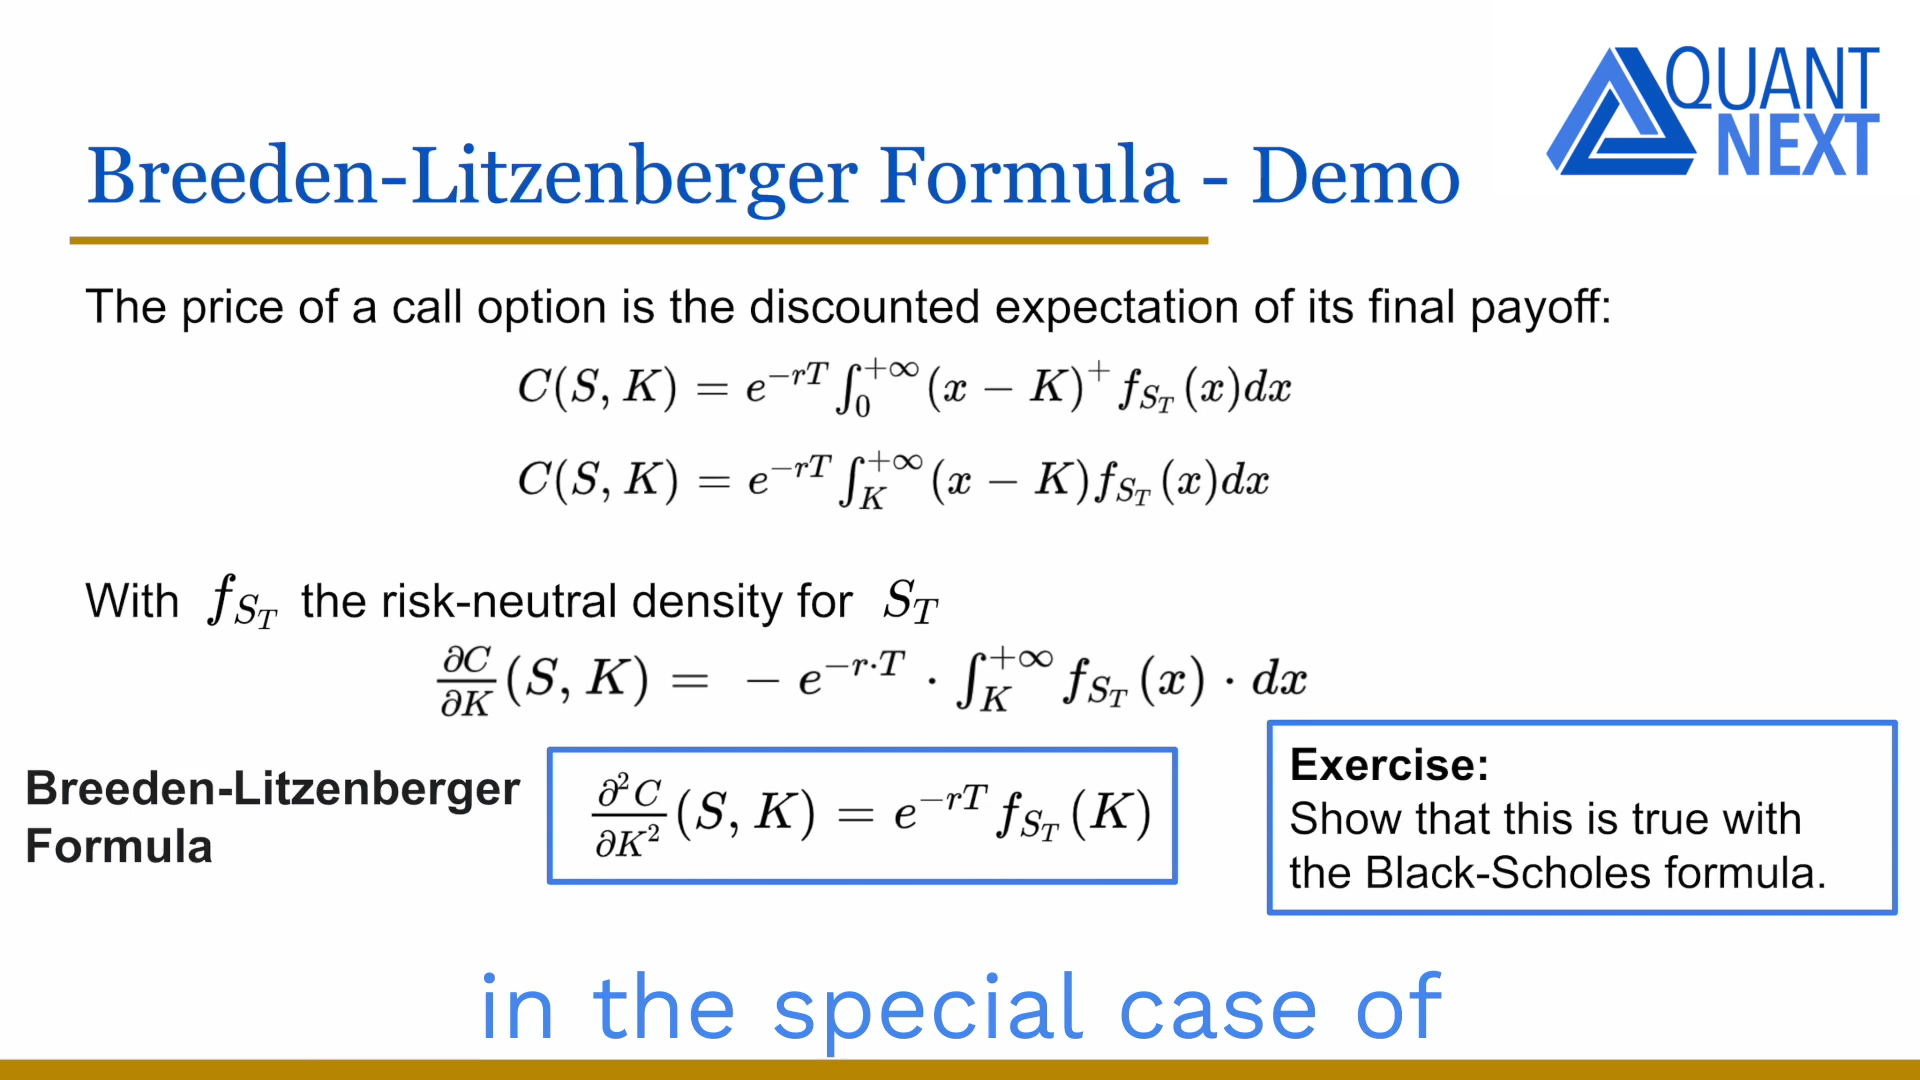 QUANT
NEXT
Breeden-Litzenberger Formula - Demo
The price of a call option is the discounted expectation of its final payoff:
C(S, K) = e^{-rT} ∫_0^{+∞} (x − K)^+ f_{S_T}(x)dx
C(S, K) = e^{-rT} ∫_K^{+∞} (x − K) f_{S_T}(x)dx
With f_{S_T} the risk-neutral density for S_T
∂C/∂K (S, K) = − e^{-r·T} · ∫_K^{+∞} f_{S_T}(x) · dx
Breeden-Litzenberger
Formula
∂²C/∂K² (S, K) = e^{-rT} f_{S_T}(K)
Exercise:
Show that this is true with
the Black-Scholes formula.
in the special case of